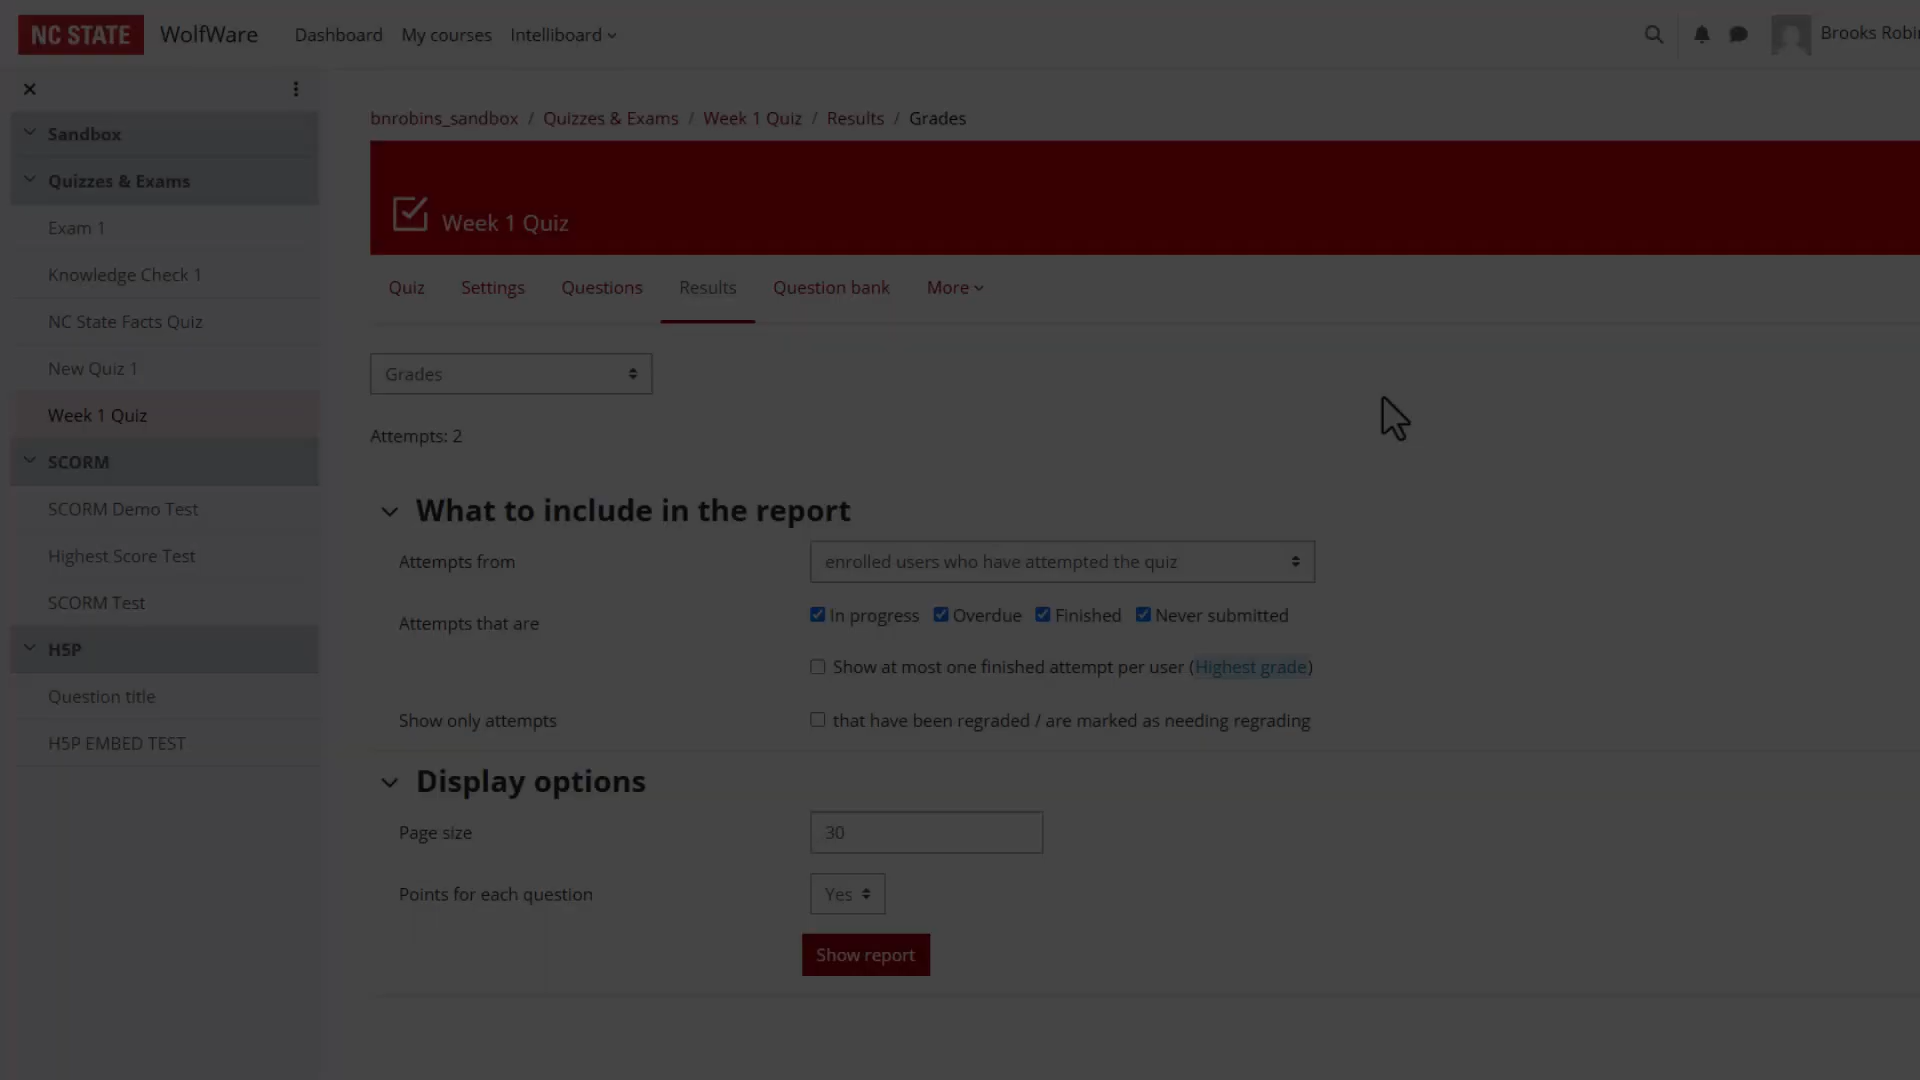 NC STATE WolfWare Dashboard My courses Intelliboard Brooks Robi
Sandbox
Quizzes & Exams
Exam 1
Knowledge Check 1
NC State Facts Quiz
New Quiz 1
Week 1 Quiz
SCORM
SCORM Demo Test
Highest Score Test
SCORM Test
H5P
Question title
H5P EMBED TEST
bnrobins_sandbox / Quizzes & Exams / Week 1 Quiz / Results / Grades
Week 1 Quiz
Quiz Settings Questions Results Question bank More
Grades
Attempts: 2
What to include in the report
Attempts from enrolled users who have attempted the quiz
Attempts that are In progress Overdue Finished Never submitted
Show at most one finished attempt per user (Highest grade)
Show only attempts that have been regraded / are marked as needing regrading
Display options
Page size 30
Points for each question Yes
Show report